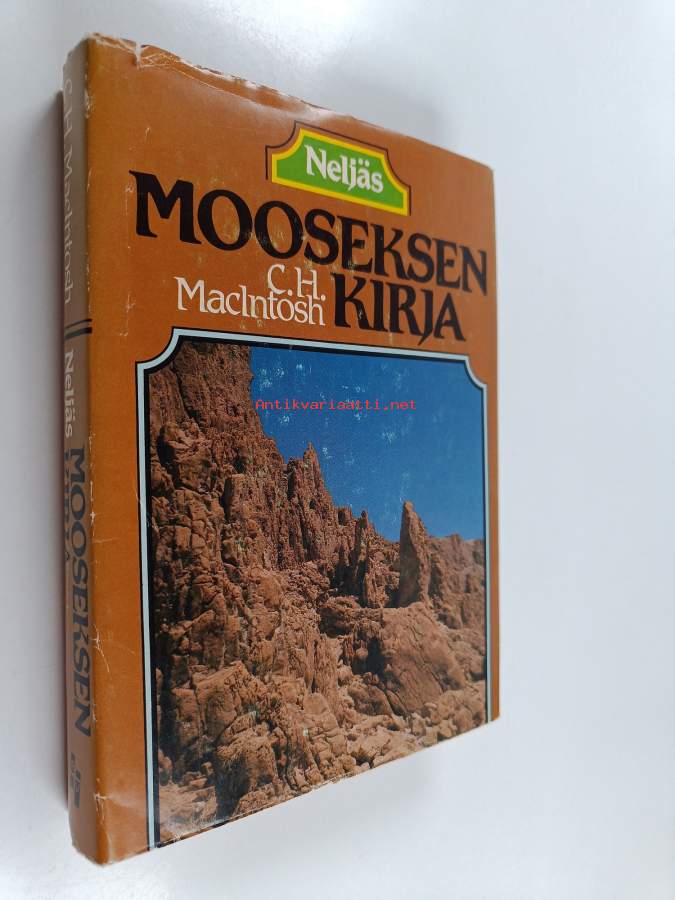 Neljäs
MOOSEKSEN
C.H.
MacIntosh
KIRJA
Antikvariaatti.net
C.H. MacIntosh
Neljäs
MOOSEKSEN
KIRJA